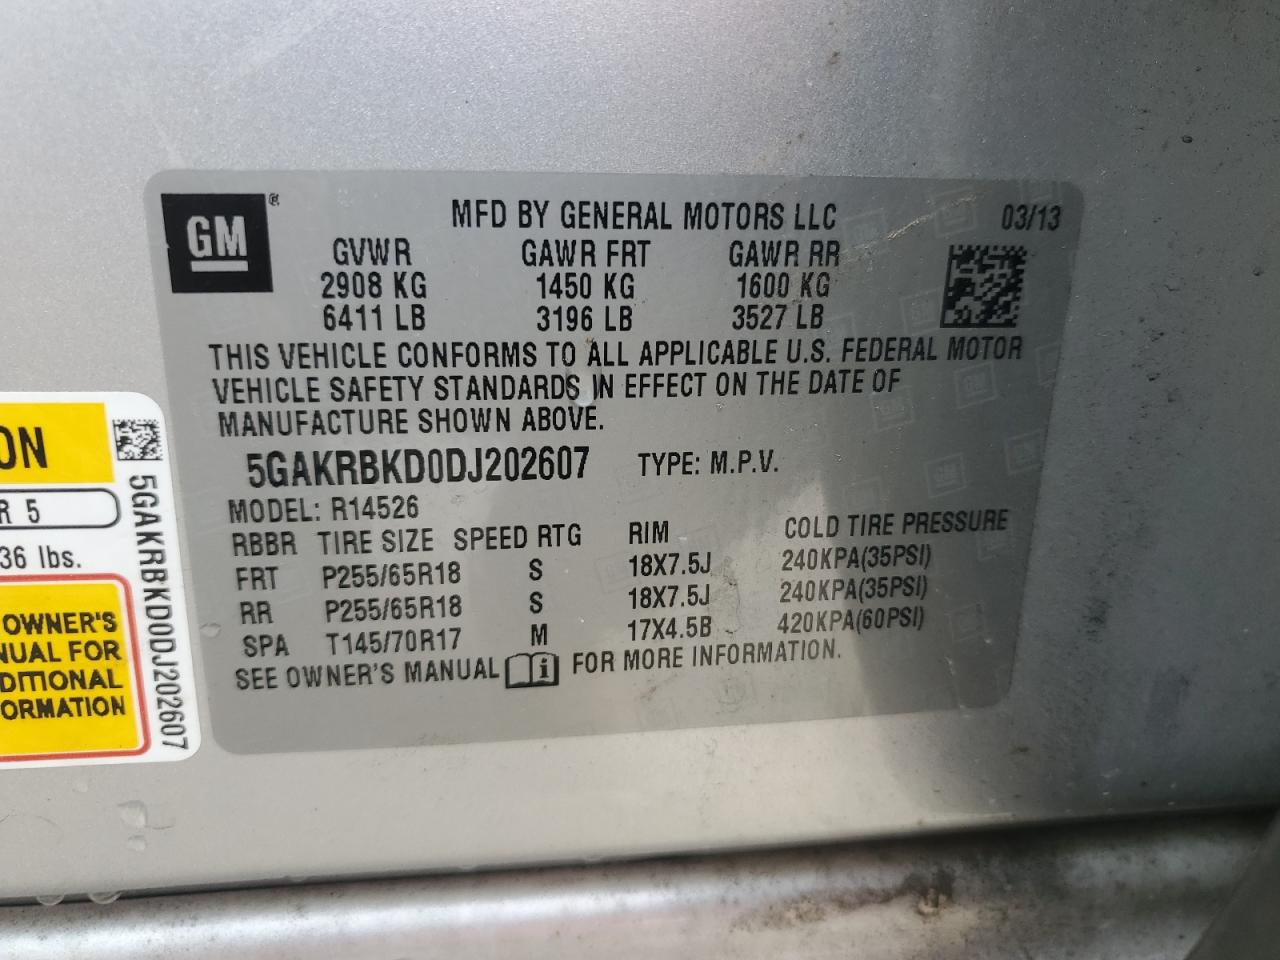 GM
MFD BY GENERAL MOTORS LLC 03/13
GVWR GAWR FRT GAWR RR
2908 KG 1450 KG 1600 KG
6411 LB 3196 LB 3527 LB
THIS VEHICLE CONFORMS TO ALL APPLICABLE U.S. FEDERAL MOTOR
VEHICLE SAFETY STANDARDS IN EFFECT ON THE DATE OF
MANUFACTURE SHOWN ABOVE.
5GAKRBKD0DJ202607 TYPE: M.P.V.
MODEL: R14526
RBBR TIRE SIZE SPEED RTG RIM COLD TIRE PRESSURE
FRT P255/65R18 S 18X7.5J 240KPA(35PSI)
RR P255/65R18 S 18X7.5J 240KPA(35PSI)
SPA T145/70R17 M 17X4.5B 420KPA(60PSI)
SEE OWNER'S MANUAL i FOR MORE INFORMATION.
ON
R 5
36 lbs.
OWNER'S
NUAL FOR
DITIONAL
ORMATION
5GAKRBKD0DJ202607